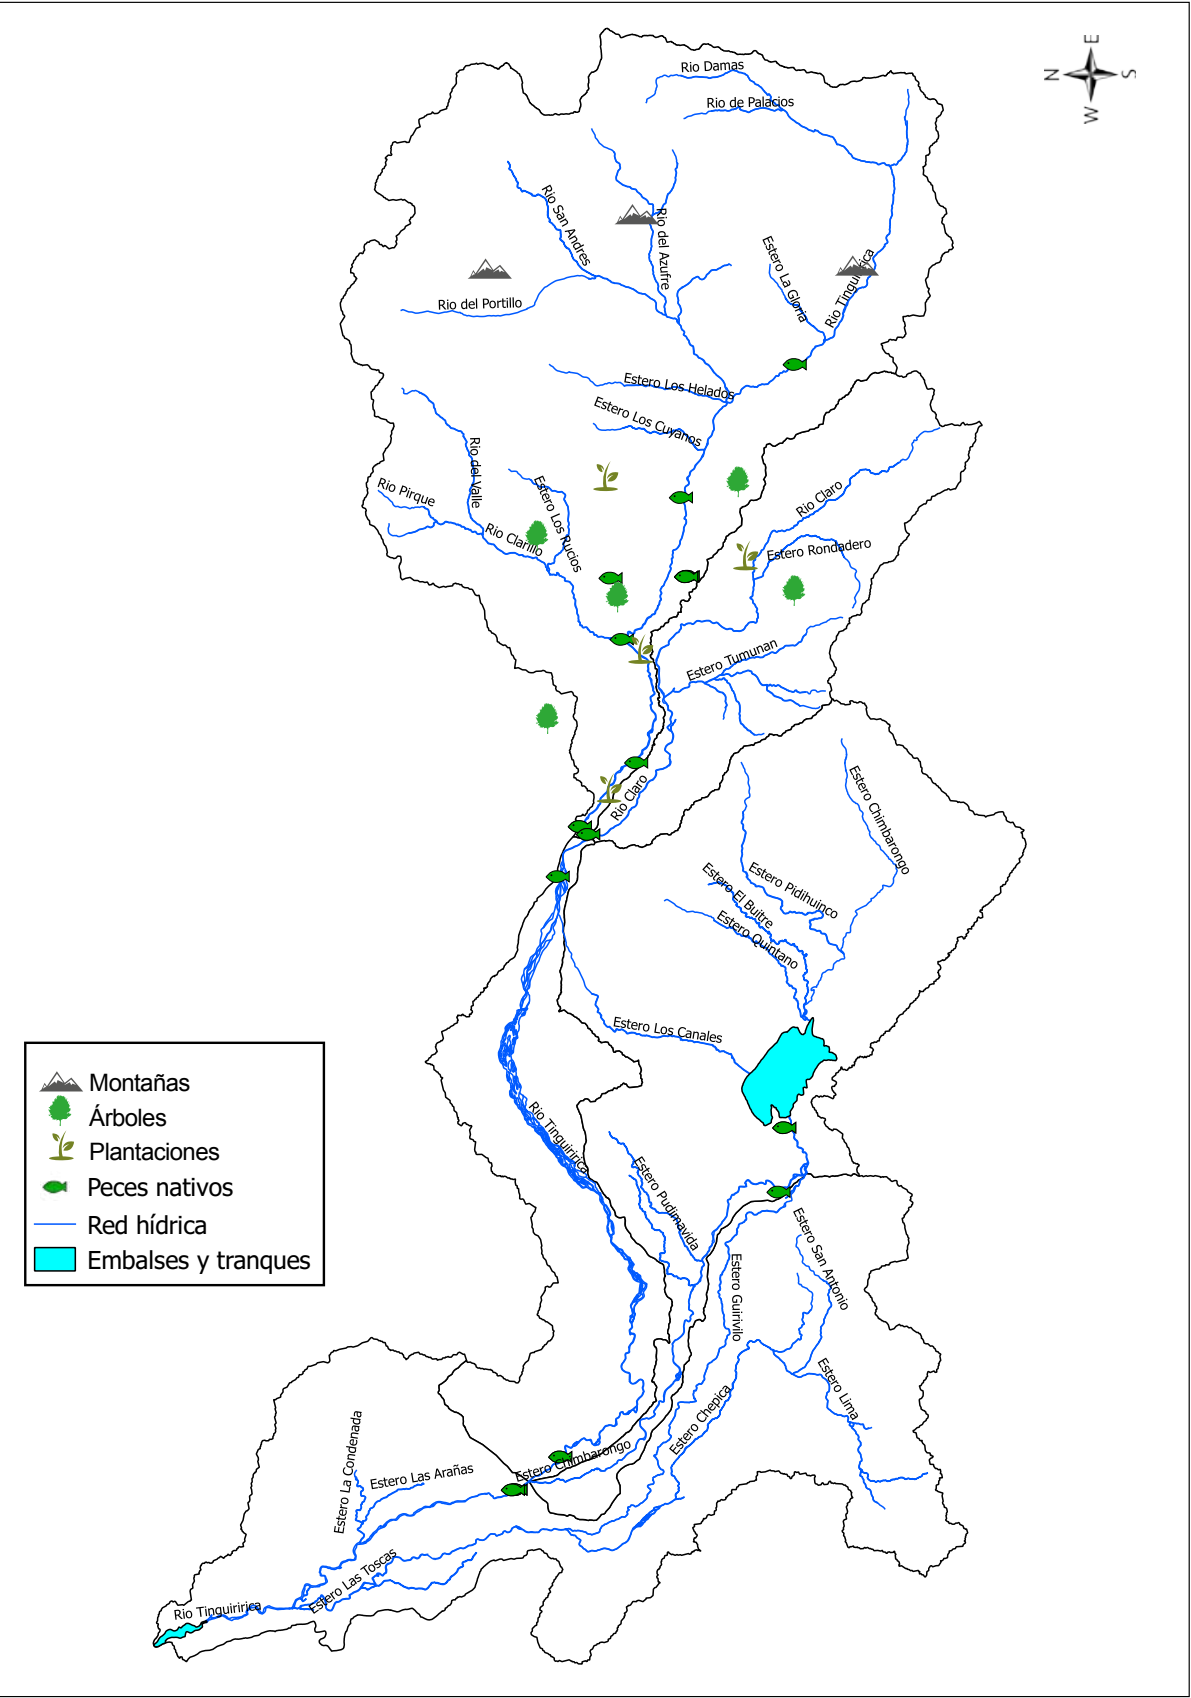 E
N
S
W
Rio Damas
Rio de Palacios
Rio San Andres
Rio del Azufre
Estero La Gloria
Rio Tinguiririca
Rio del Portillo
Estero Los Helados
Estero Los Cuyanos
Rio del Valle
Rio Pirque
Estero Los Rucios
Rio Clarillo
Rio Claro
Estero Rondadero
Estero Tumunan
Rio Claro
Estero Chimbarongo
Estero Pidihuinco
Estero El Buitre
Estero Quintano
Estero Los Canales
Rio Tinguiririca
Estero Pudimavida
Estero San Antonio
Estero Guirivilo
Estero Lima
Estero Chepica
Estero Chimbarongo
Estero La Condenada
Estero Las Arañas
Estero Las Toscas
Rio Tinguiririca
Montañas
Árboles
Plantaciones
Peces nativos
Red hídrica
Embalses y tranques